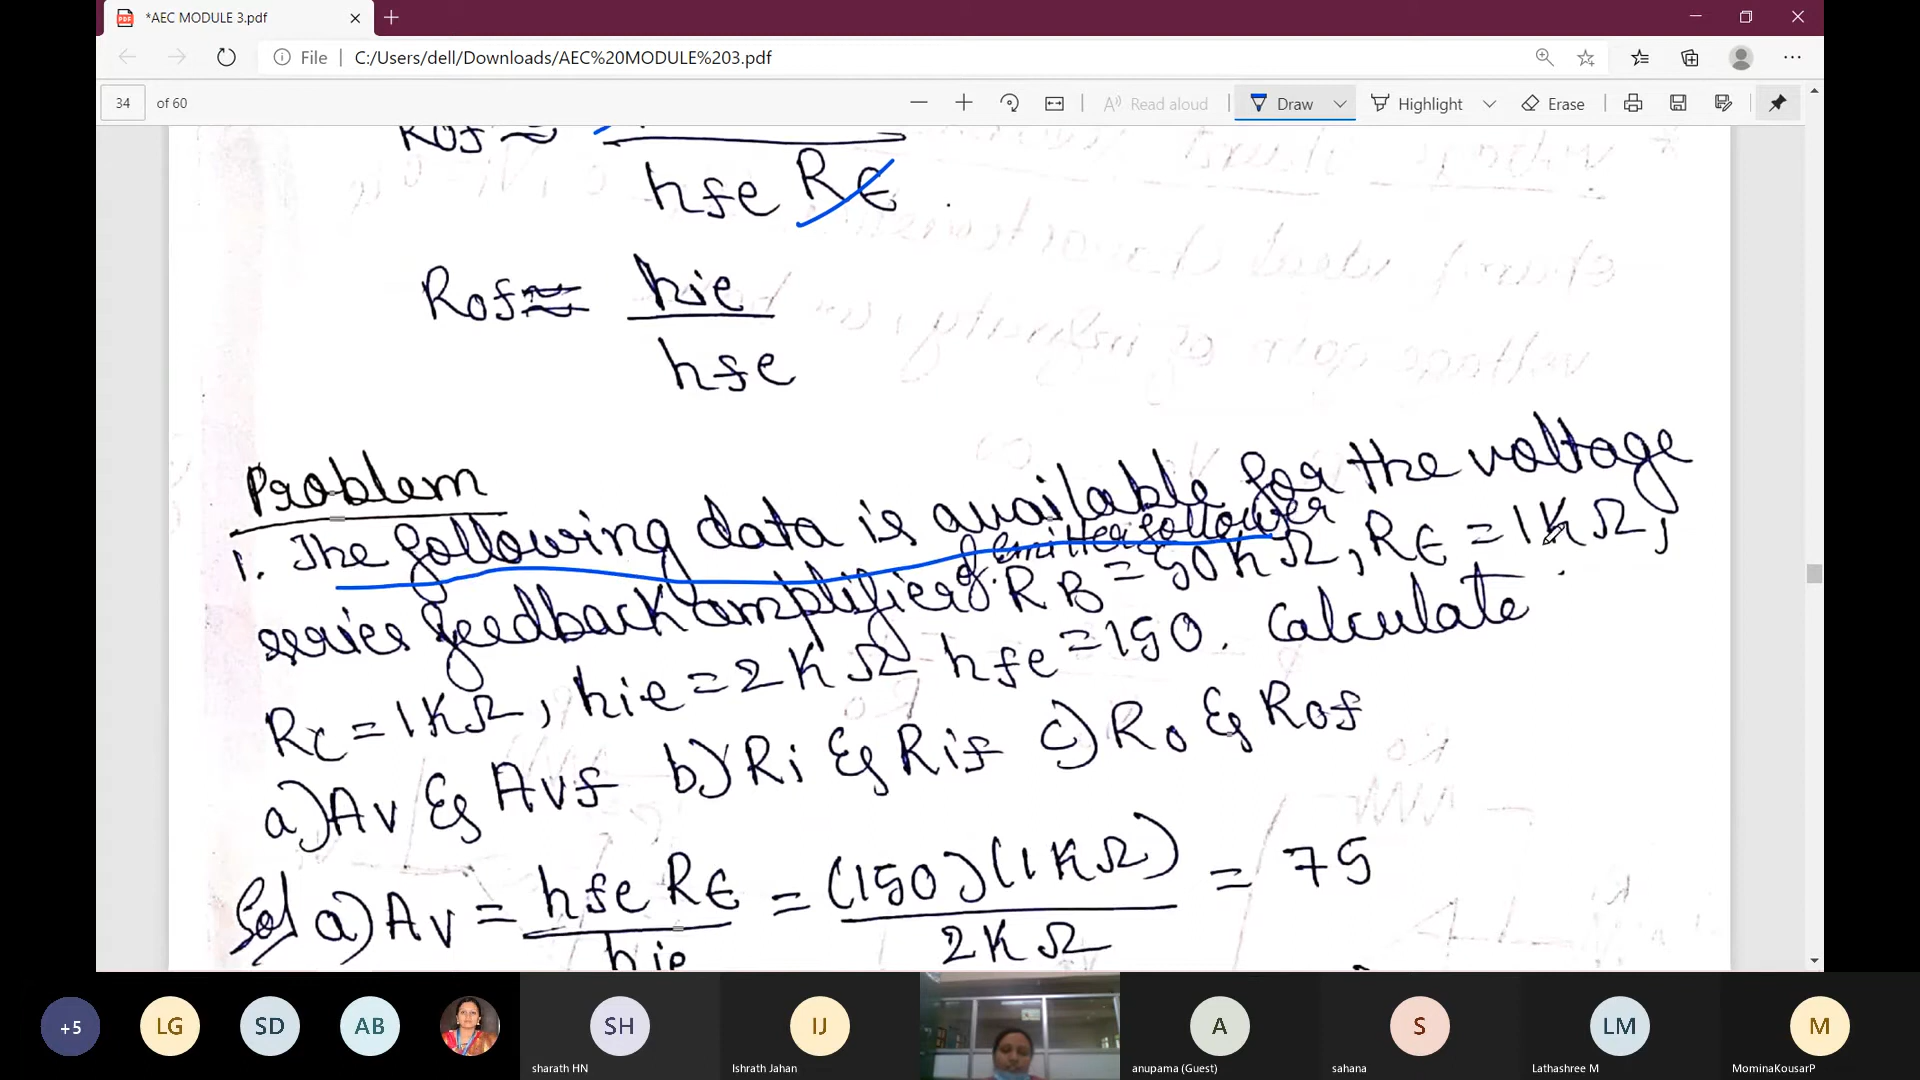 *AEC MODULE 3.pdf
File C:/Users/dell/Downloads/AEC%20MODULE%203.pdf
34 of 60 Read aloud Draw Highlight Erase
Rof ≈
hfe RE
Rof ≈ hie
hfe
Problem
1. The following data is available for the voltage
series feedback amplifier of emitter follower RB = 50KΩ, RE = 1KΩ,
RC = 1KΩ, hie = 2KΩ hfe = 150. Calculate
a) AV & AVf b) Ri & Rif c) Ro & Rof
Sol a) AV = hfe RE = (150)(1KΩ) = 75
hie 2KΩ
+5 LG SD AB SH IJ A S LM M
sharath HN Ishrath Jahan anupama (Guest) sahana Lathashree M MominaKousarP